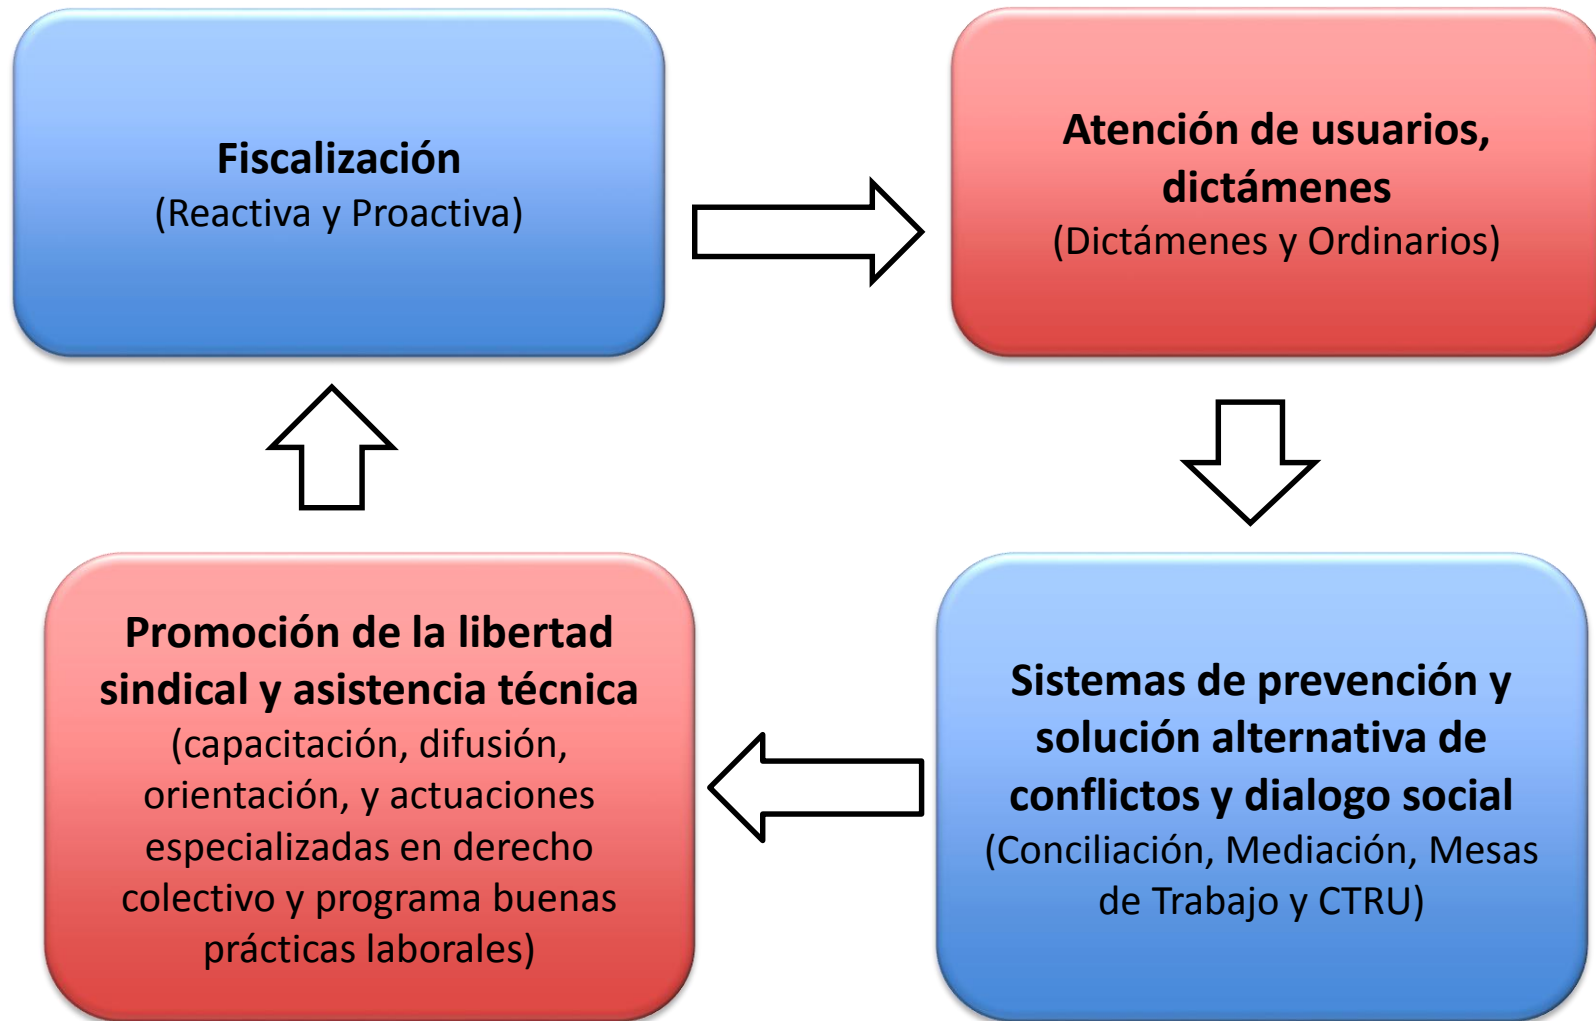 Fiscalización
(Reactiva y Proactiva)
Atención de usuarios,
dictámenes
(Dictámenes y Ordinarios)
Promoción de la libertad
sindical y asistencia técnica
(capacitación, difusión,
orientación, y actuaciones
especializadas en derecho
colectivo y programa buenas
prácticas laborales)
Sistemas de prevención y
solución alternativa de
conflictos y dialogo social
(Conciliación, Mediación, Mesas
de Trabajo y CTRU)